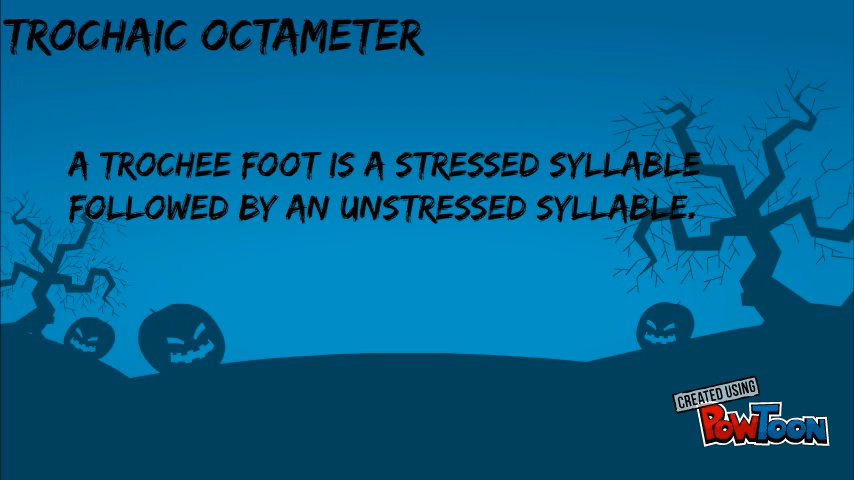 TROCHAIC OCTAMETER
A TROCHEE FOOT IS A STRESSED SYLLABLE
FOLLOWED BY AN UNSTRESSED SYLLABLE.
CREATED USING
POWTOON